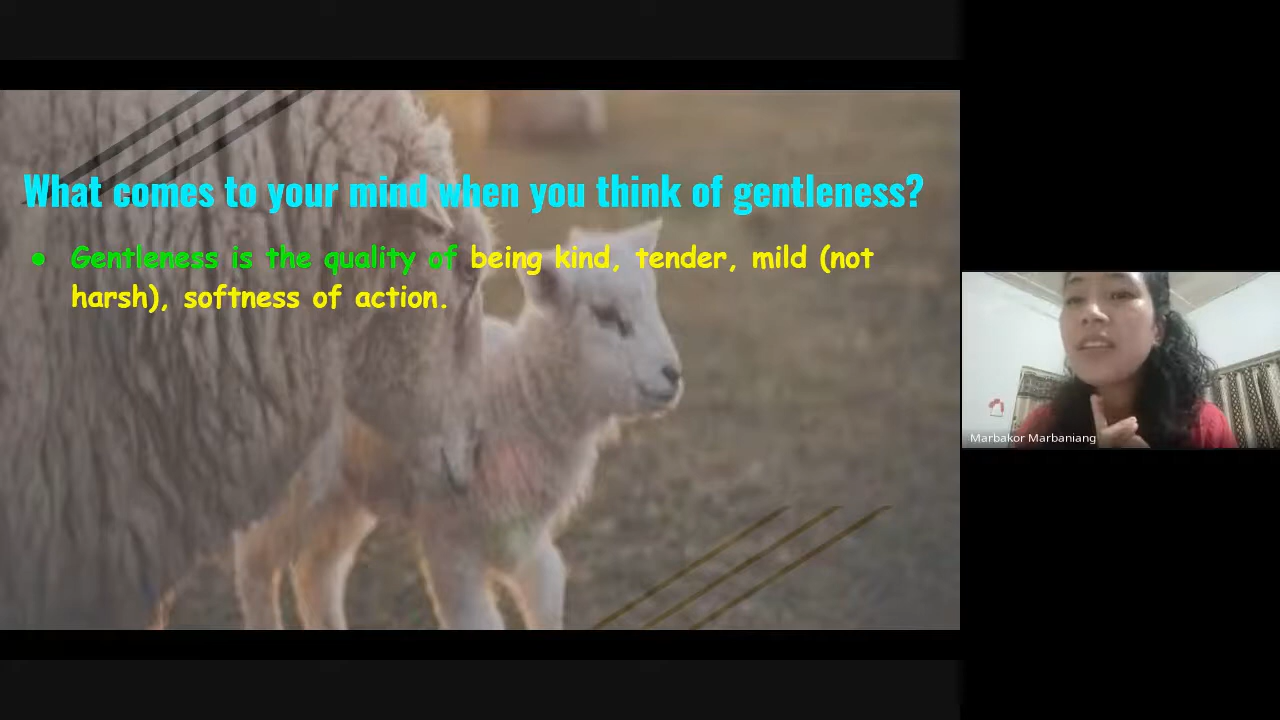 What comes to your mind when you think of gentleness?
● Gentleness is the quality of being kind, tender, mild (not
harsh), softness of action.
Marbakor Marbaniang